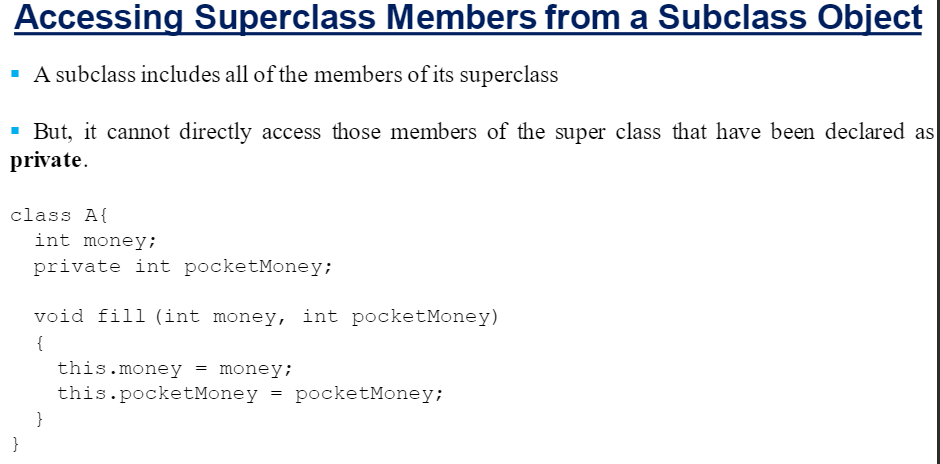 Accessing Superclass Members from a Subclass Object
▪ A subclass includes all of the members of its superclass
▪ But, it cannot directly access those members of the super class that have been declared as
private.
class A{
int money;
private int pocketMoney;
void fill(int money, int pocketMoney)
{
this.money = money;
this.pocketMoney = pocketMoney;
}
}